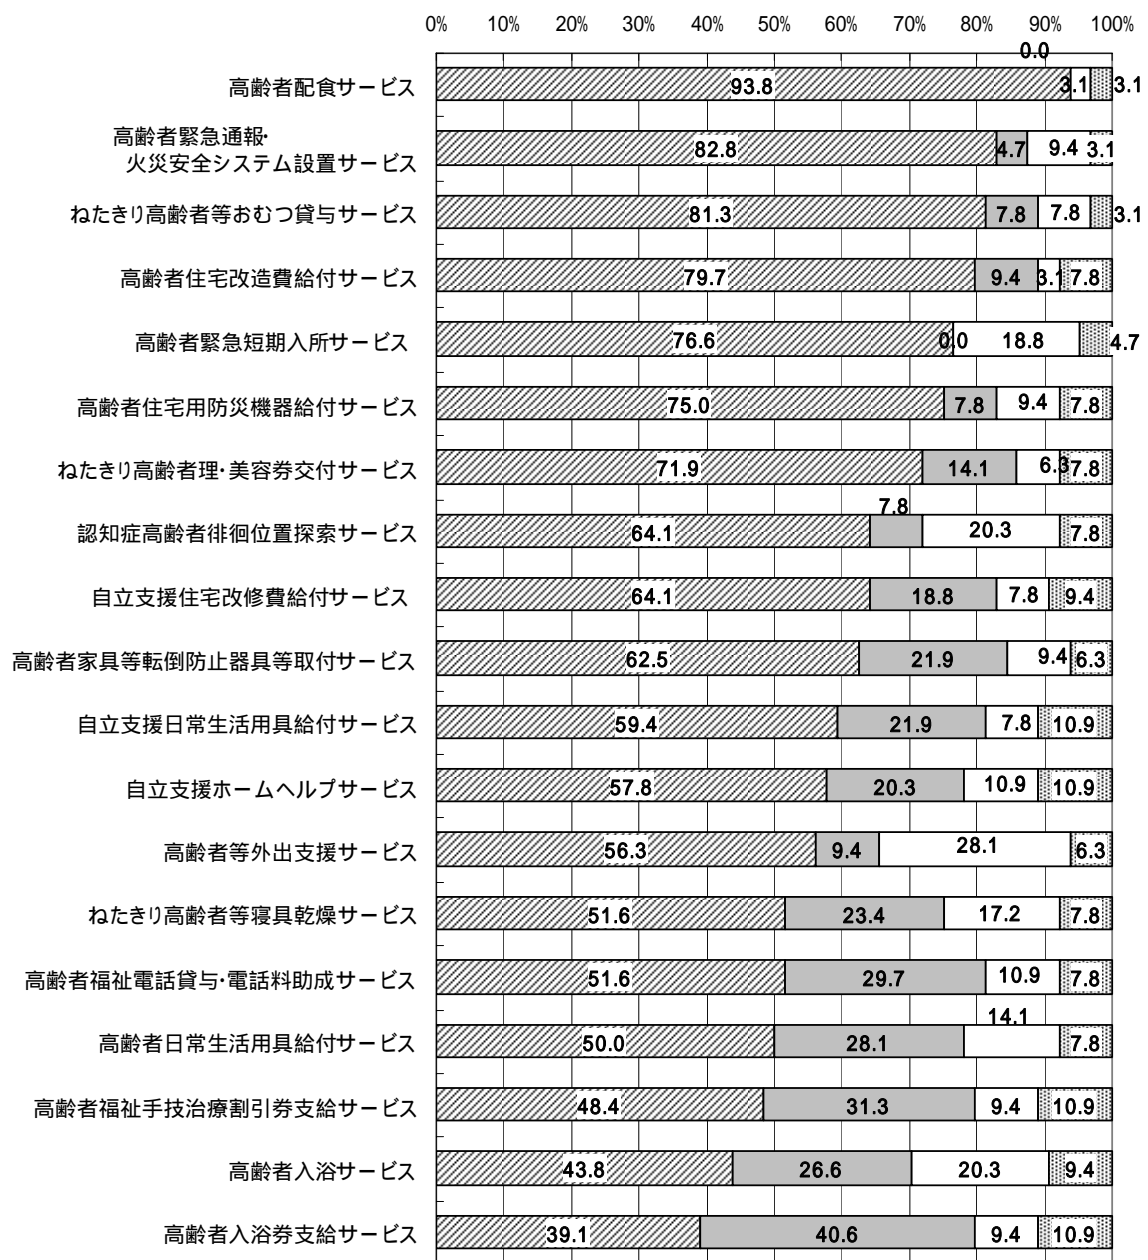 0% 10% 20% 30% 40% 50% 60% 70% 80% 90% 100%
0.0
高齢者配食サービス 93.8 3.1 3.1
高齢者緊急通報・
火災安全システム設置サービス 82.8 4.7 9.4 3.1
ねたきり高齢者等おむつ貸与サービス 81.3 7.8 7.8 3.1
高齢者住宅改造費給付サービス 79.7 9.4 3.1 7.8
高齢者緊急短期入所サービス 76.6 0.0 18.8 4.7
高齢者住宅用防災機器給付サービス 75.0 7.8 9.4 7.8
ねたきり高齢者理・美容券交付サービス 71.9 14.1 6.3 7.8
7.8
認知症高齢者徘徊位置探索サービス 64.1 20.3 7.8
自立支援住宅改修費給付サービス 64.1 18.8 7.8 9.4
高齢者家具等転倒防止器具等取付サービス 62.5 21.9 9.4 6.3
自立支援日常生活用具給付サービス 59.4 21.9 7.8 10.9
自立支援ホームヘルプサービス 57.8 20.3 10.9 10.9
高齢者等外出支援サービス 56.3 9.4 28.1 6.3
ねたきり高齢者等寝具乾燥サービス 51.6 23.4 17.2 7.8
高齢者福祉電話貸与・電話料助成サービス 51.6 29.7 10.9 7.8
14.1
高齢者日常生活用具給付サービス 50.0 28.1 7.8
高齢者福祉手技治療割引券支給サービス 48.4 31.3 9.4 10.9
高齢者入浴サービス 43.8 26.6 20.3 9.4
高齢者入浴券支給サービス 39.1 40.6 9.4 10.9